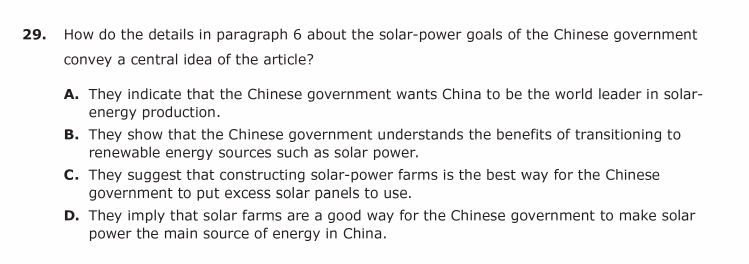 29. How do the details in paragraph 6 about the solar-power goals of the Chinese government
convey a central idea of the article?
A. They indicate that the Chinese government wants China to be the world leader in solar-
energy production.
B. They show that the Chinese government understands the benefits of transitioning to
renewable energy sources such as solar power.
C. They suggest that constructing solar-power farms is the best way for the Chinese
government to put excess solar panels to use.
D. They imply that solar farms are a good way for the Chinese government to make solar
power the main source of energy in China.